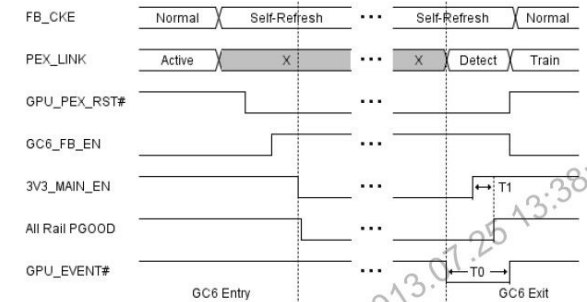 FB_CKE Normal Self-Refresh ... Self-Refresh Normal
PEX_LINK Active X ... X Detect Train
GPU_PEX_RST# ...
GC6_FB_EN ...
3V3_MAIN_EN ... T1
All Rail PGOOD ...
GPU_EVENT# ... T0
GC6 Entry GC6 Exit
2013.07.25 13:38: